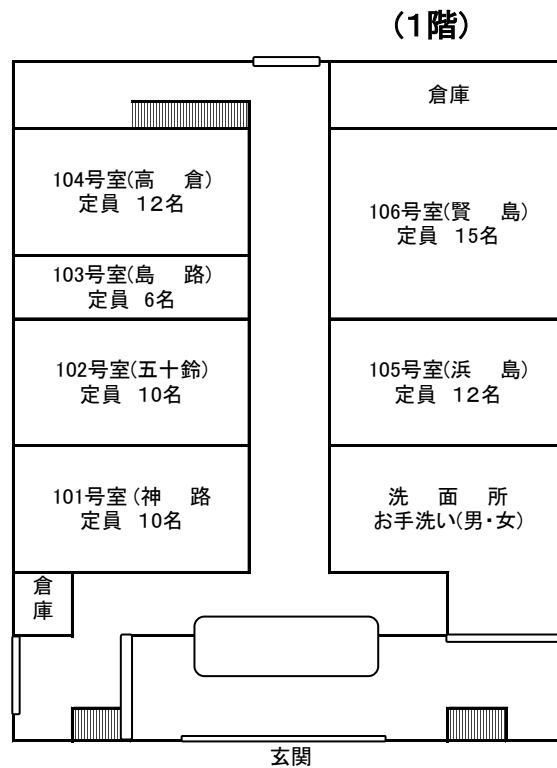 (1階)
倉庫
104号室(高　倉)
定員　12名
106号室(賢　島)
定員　15名
103号室(島　路)
定員　6名
102号室(五十鈴)
定員　10名
105号室(浜　島)
定員　12名
101号室(神　路
定員　10名
洗　面　所
お手洗い(男・女)
倉
庫
玄関